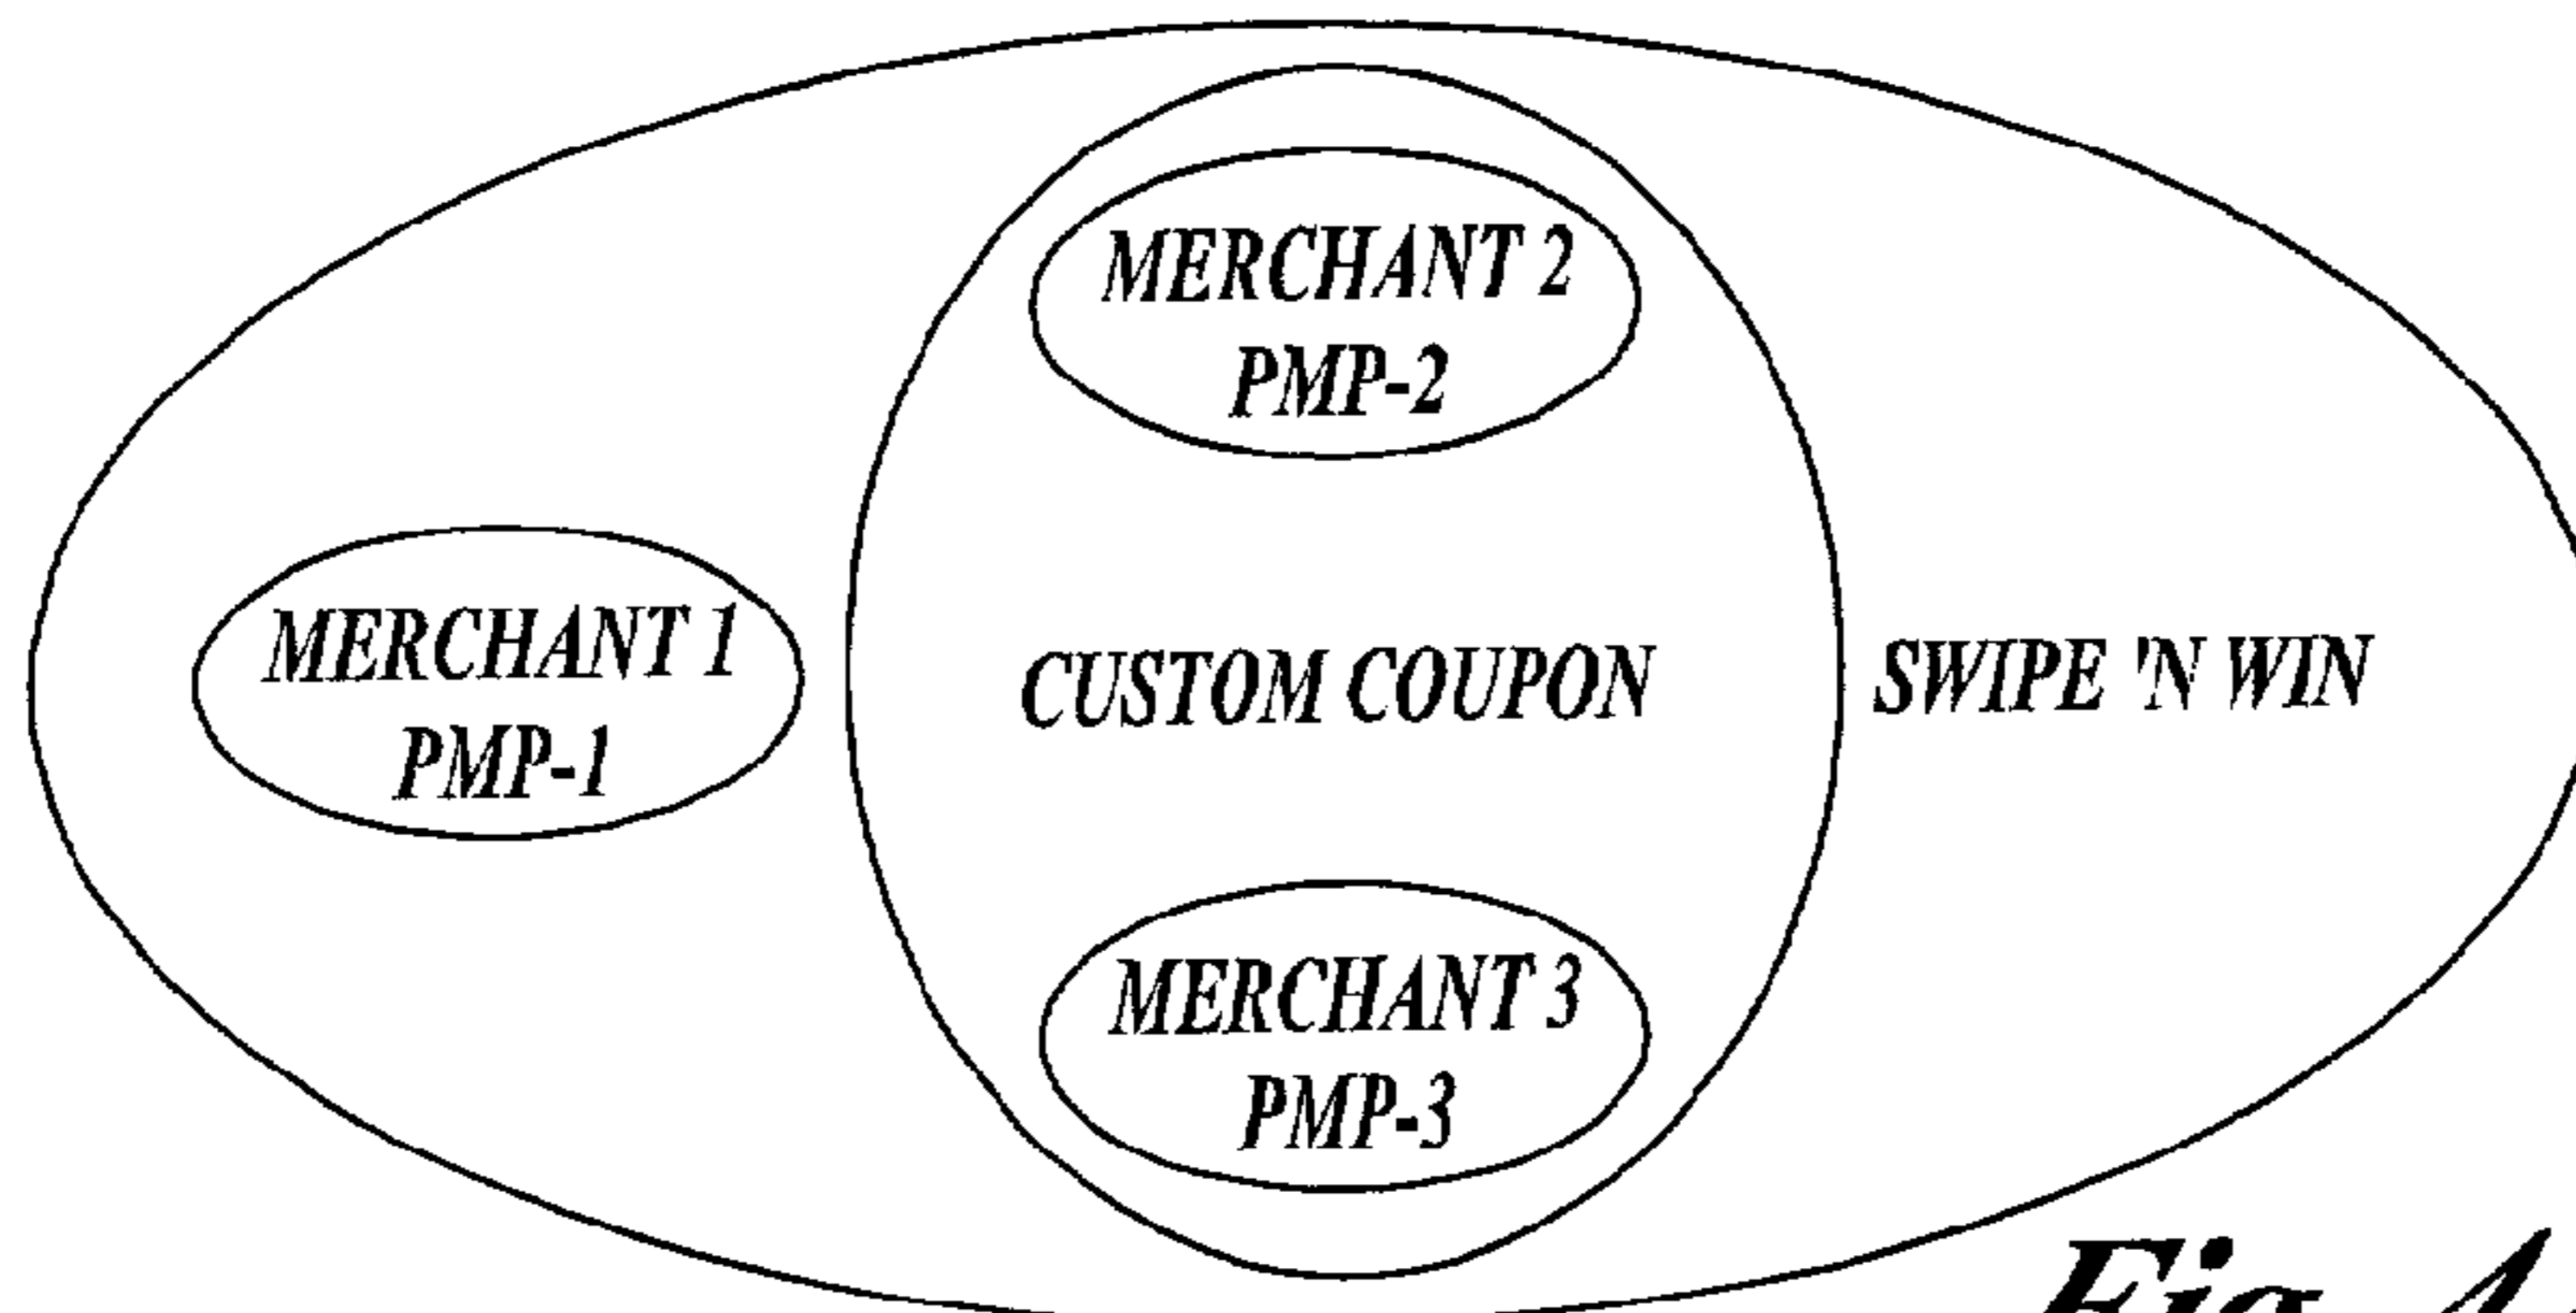 MERCHANT 2
PMP-2
MERCHANT 1
PMP-1
CUSTOM COUPON
SWIPE 'N WIN
MERCHANT 3
PMP-3